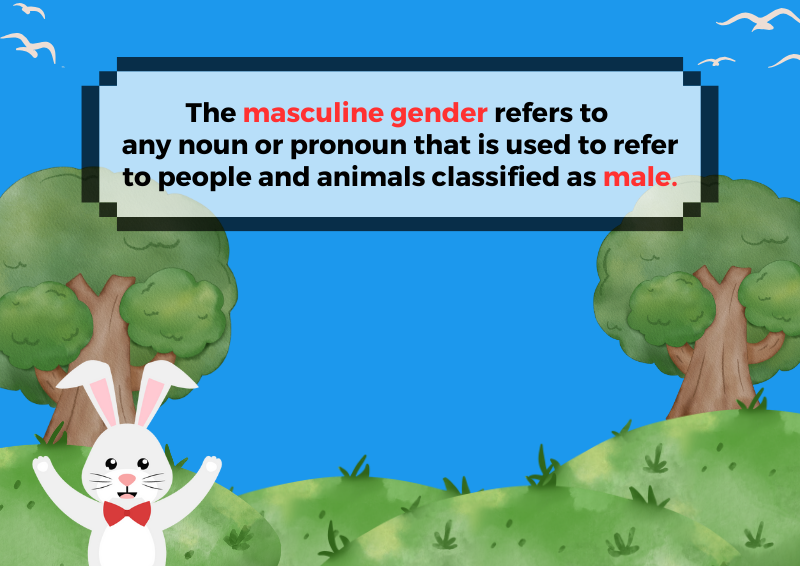 The masculine gender refers to
any noun or pronoun that is used to refer
to people and animals classified as male.